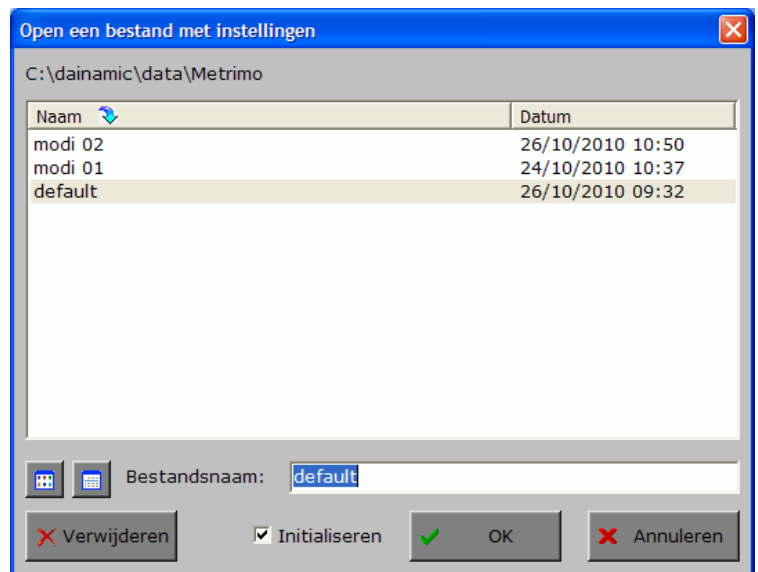 Open een bestand met instellingen
C:\dainamic\data\Metrimo
Naam Datum
modi 02 26/10/2010 10:50
modi 01 24/10/2010 10:37
default 26/10/2010 09:32
Bestandsnaam: default
Verwijderen Initialiseren OK Annuleren